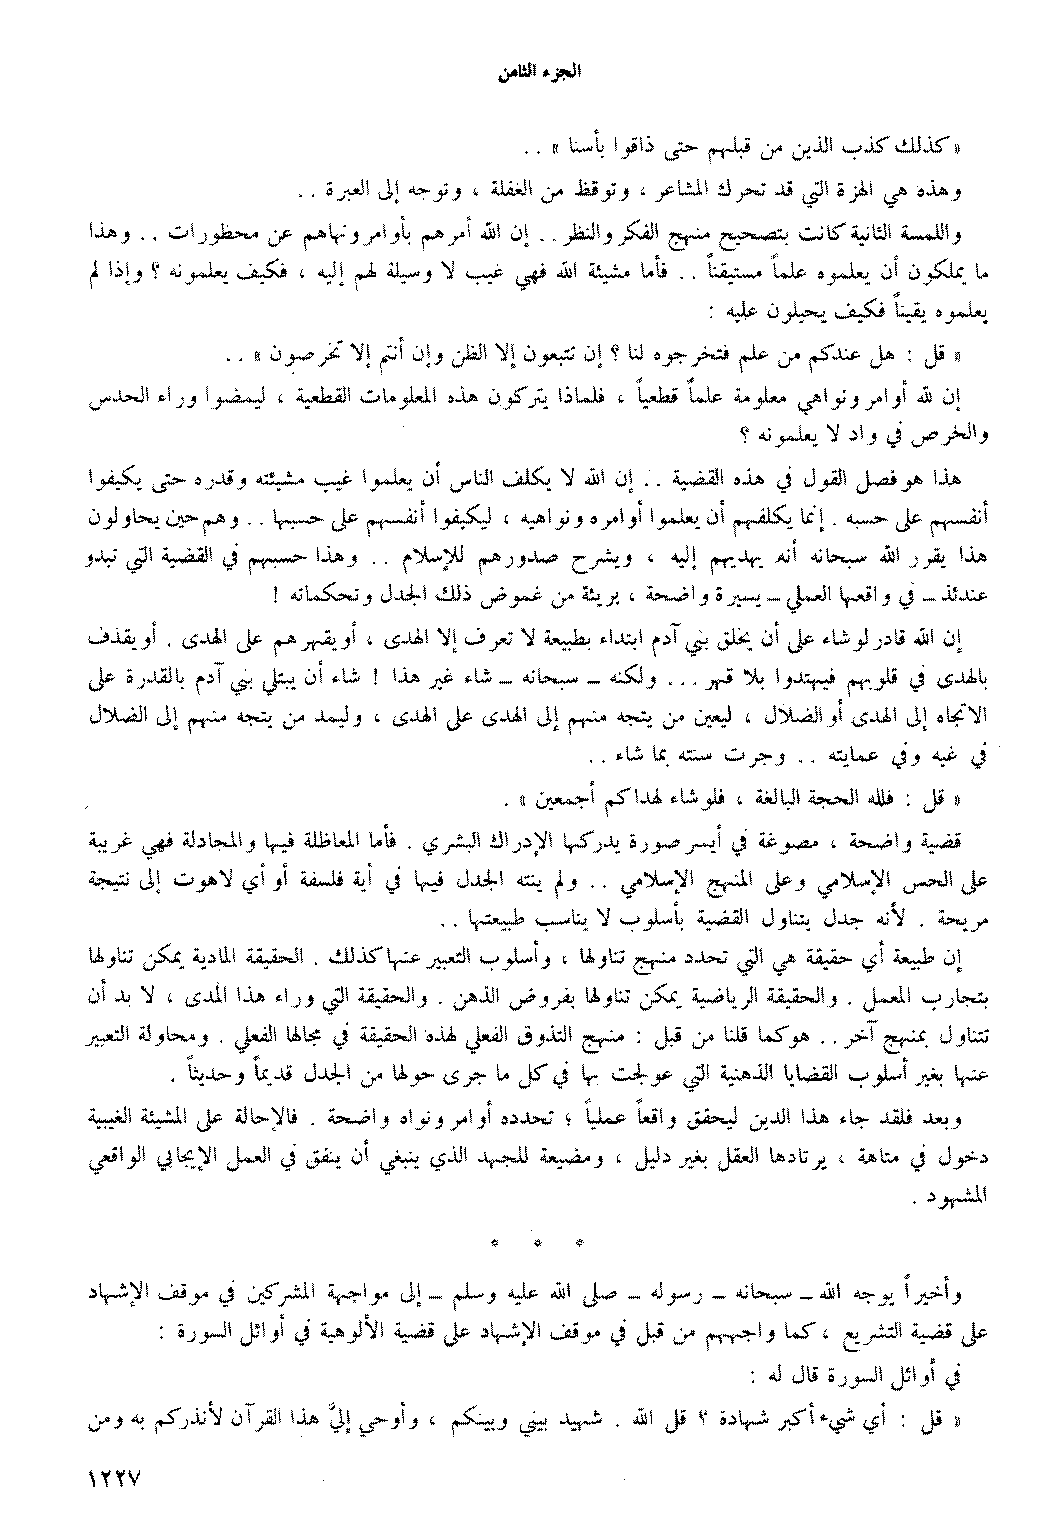 الجزء الثامن
« كذلك كذب الذين من قبلهم حتى ذاقوا بأسنا » . .
وهذه هي الهزة التي قد تحرك المشاعر ، وتوقظ من الغفلة ، وتوجه إلى العبرة . .
واللمسة الثانية كانت بتصحيح منهج الفكر والنظر . . إن الله أمرهم بأوامر ونهاهم عن محظورات . . وهذا
ما يملكون أن يعلموه علماً مستيقناً . . فأما مشيئة الله فهي غيب لا وسيلة لهم إليه ، فكيف يعلمونه ؟ وإذا لم
يعلموه يقيناً فكيف يحيلون عليه :
« قل : هل عندكم من علم فتخرجوه لنا ؟ إن تتبعون إلا الظن وإن أنتم إلا تخرصون » . .
إن لله أوامر ونواهي معلومة علماً قطعياً ، فلماذا يتركون هذه المعلومات القطعية ، ليمضوا وراء الحدس
والخرص في واد لا يعلمونه ؟
هذا هو فصل القول في هذه القضية . . إن الله لا يكلف الناس أن يعلموا غيب مشيئته وقدره حتى يكيفوا
أنفسهم على حسبه . إنما يكلفهم أن يعلموا أوامره ونواهيه ، ليكيفوا أنفسهم على حسبها . . وهم حين يحاولون
هذا يقرر الله سبحانه أنه يهديهم إليه ، ويشرح صدورهم للإسلام . . وهذا حسبهم في القضية التي تبدو
عندئذ – في واقعها العملي – يسيرة واضحة ، بريئة من غموض ذلك الجدل وتحكماته !
إن الله قادر لو شاء على أن يخلق بني آدم ابتداء بطبيعة لا تعرف إلا الهدى ، أو يقهرهم على الهدى . أو يقذف
بالهدى في قلوبهم فيهتدوا بلا قهر . . . ولكنه – سبحانه – شاء غير هذا ! شاء أن يبتلي بني آدم بالقدرة على
الاتجاه إلى الهدى أو الضلال ، ليعين من يتجه منهم إلى الهدى على الهدى ، وليمد من يتجه منهم إلى الضلال
في غيه وفي عمايته . . وجرت سنته بما شاء . .
« قل : فلله الحجة البالغة ، فلو شاء لهداكم أجمعين » .
قضية واضحة ، مصوغة في أيسر صورة يدركها الإدراك البشري . فأما المعاظلة فيها والمجادلة فهي غريبة
على الحس الإسلامي وعلى المنهج الإسلامي . . ولم ينته الجدل فيها في أية فلسفة أو أي لاهوت إلى نتيجة
مريحة . لأنه جدل يتناول القضية بأسلوب لا يناسب طبيعتها . .
إن طبيعة أي حقيقة هي التي تحدد منهج تناولها ، وأسلوب التعبير عنها كذلك . الحقيقة المادية يمكن تناولها
بتجارب المعمل . والحقيقة الرياضية يمكن تناولها بفروض الذهن . والحقيقة التي وراء هذا المدى ، لا بد أن
تتناول بمنهج آخر . . هو كما قلنا من قبل : منهج التذوق الفعلي لهذه الحقيقة في مجالها الفعلي . ومحاولة التعبير
عنها بغير أسلوب القضايا الذهنية التي عولجت بها في كل ما جرى حولها من الجدل قديماً وحديثاً .
وبعد فلقد جاء هذا الدين ليحقق واقعاً عملياً ؛ تحدده أوامر ونواه واضحة . فالإحالة على المشيئة الغيبية
دخول في متاهة ، يرتادها العقل بغير دليل ، ومضيعة للجهد الذي ينبغي أن ينفق في العمل الإيجابي الواقعي
المشهود .
* * *
وأخيراً يوجه الله – سبحانه – رسوله – صلى الله عليه وسلم – إلى مواجهة المشركين في موقف الإشهاد
على قضية التشريع ، كما واجههم من قبل في موقف الإشهاد على قضية الألوهية في أوائل السورة :
في أوائل السورة قال له :
« قل : أي شيء أكبر شهادة ؟ قل الله . شهيد بيني وبينكم ، وأوحي إليَّ هذا القرآن لأنذركم به ومن
١٢٢٧